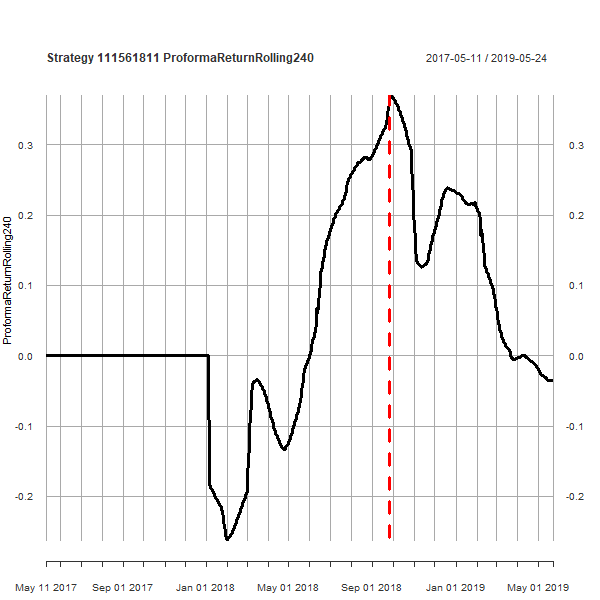 Strategy 111561811 ProformaReturnRolling240
2017-05-11 / 2019-05-24
ProformaReturnRolling240
0.3
0.3
0.2
0.2
0.1
0.1
0.0
0.0
-0.1
-0.1
-0.2
-0.2
May 11 2017
Sep 01 2017
Jan 01 2018
May 01 2018
Sep 01 2018
Jan 01 2019
May 01 2019